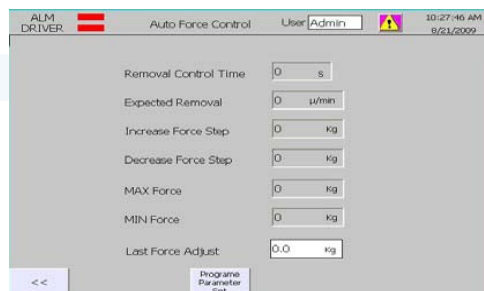 ALM
DRIVER
Auto Force Control
User Admin
10:27:46 AM
8/21/2009
Removal Control Time 0 s
Expected Removal 0 µ/min
Increase Force Step 0 Kg
Decrease Force Step 0 Kg
MAX Force 0 Kg
MIN Force 0 Kg
Last Force Adjust 0.0 Kg
<<
Programe
Parameter
Set